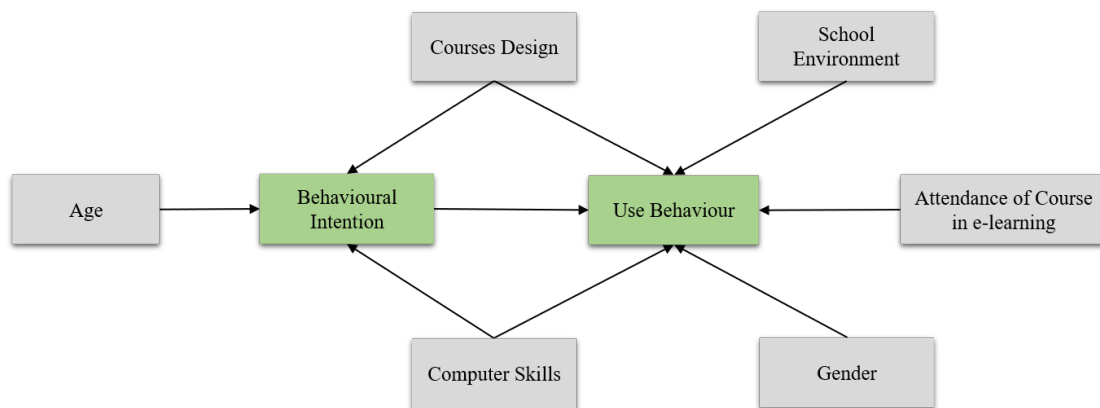 Courses Design
School
Environment
Age
Behavioural
Intention
Use Behaviour
Attendance of Course
in e-learning
Computer Skills
Gender